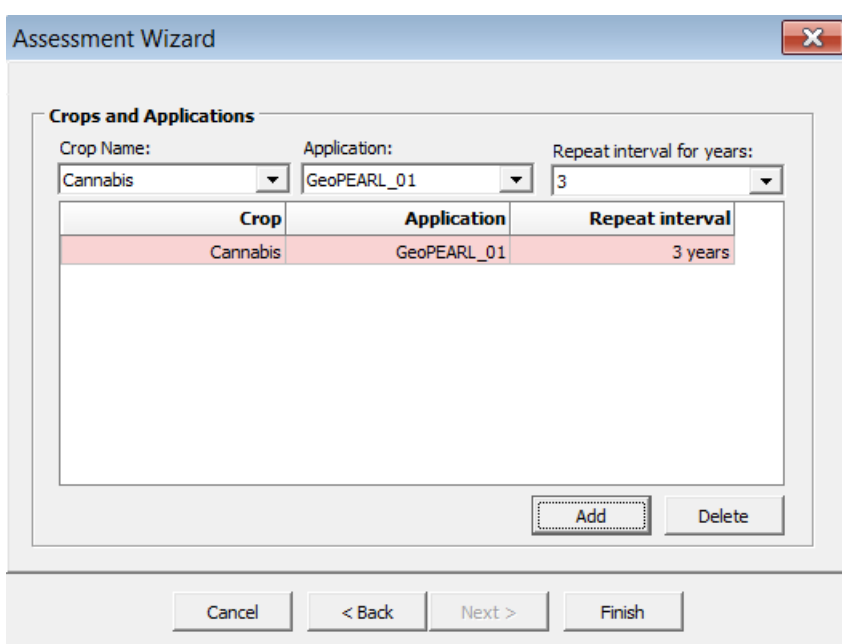 Assessment Wizard
Crops and Applications
Crop Name: Application: Repeat interval for years:
Cannabis GeoPEARL_01 3
Crop Application Repeat interval
Cannabis GeoPEARL_01 3 years
Add Delete
Cancel < Back Next > Finish